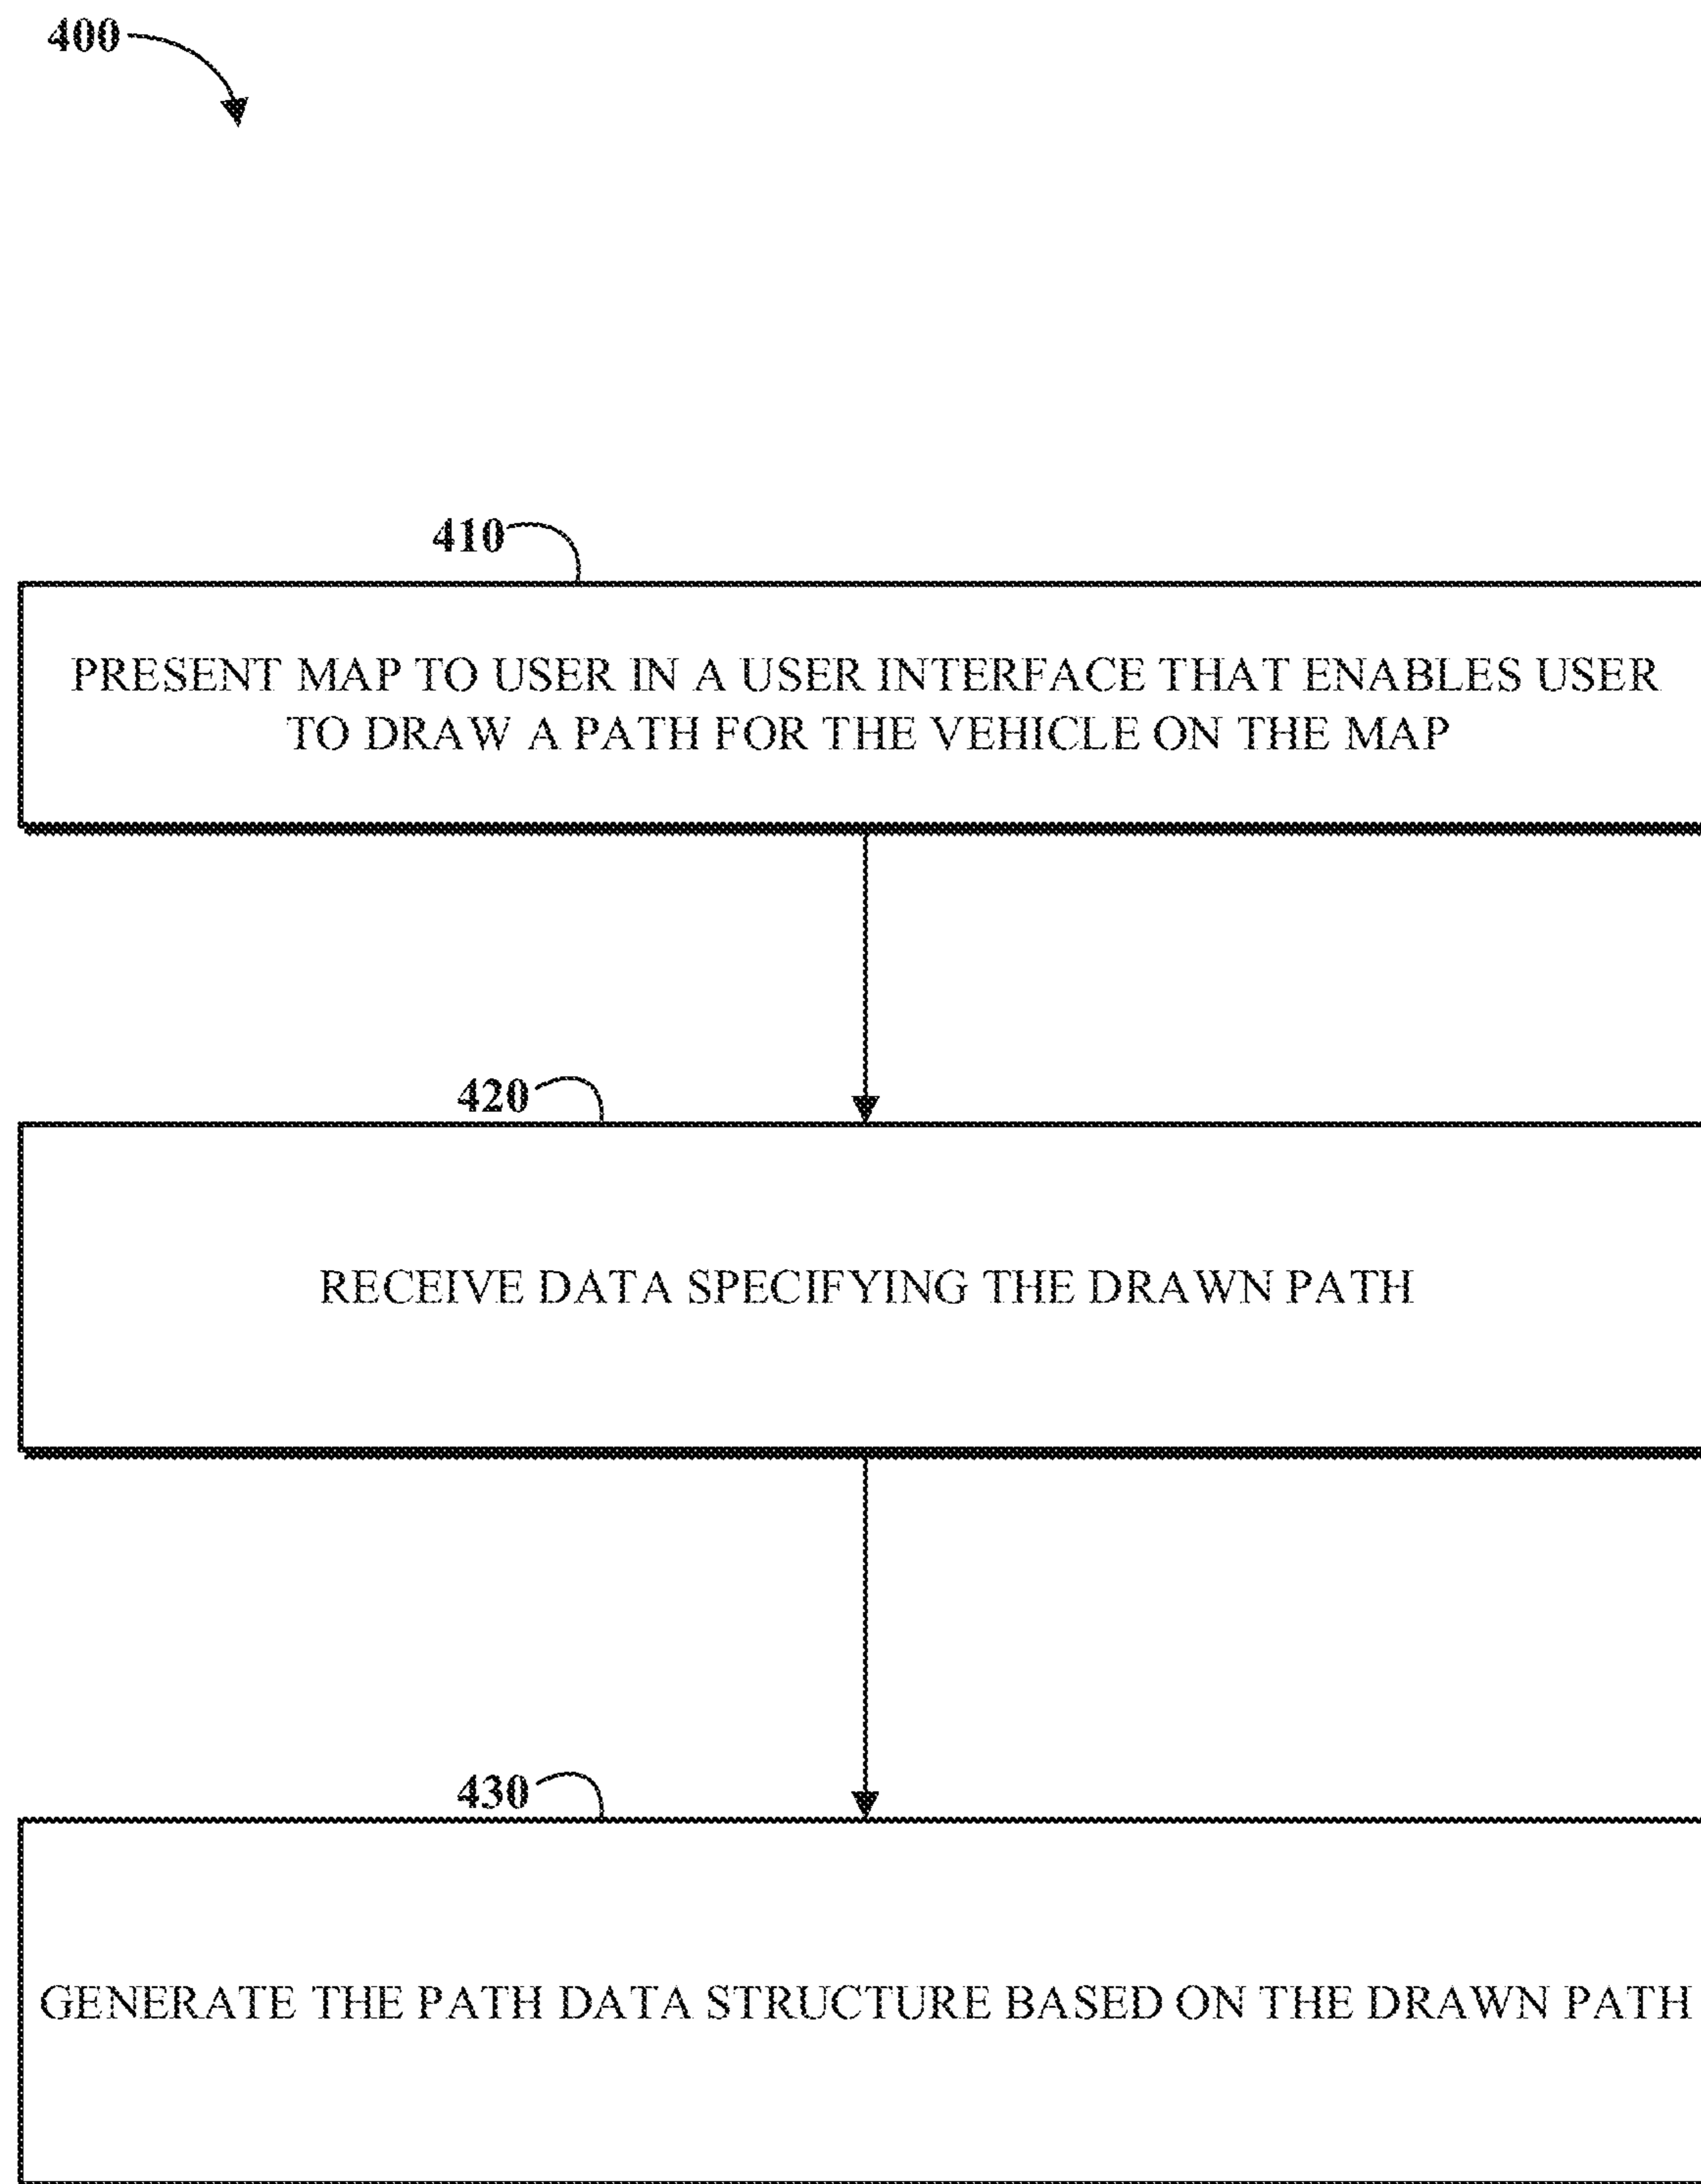 400
410
PRESENT MAP TO USER IN A USER INTERFACE THAT ENABLES USER
TO DRAW A PATH FOR THE VEHICLE ON THE MAP
420
RECEIVE DATA SPECIFYING THE DRAWN PATH
430
GENERATE THE PATH DATA STRUCTURE BASED ON THE DRAWN PATH